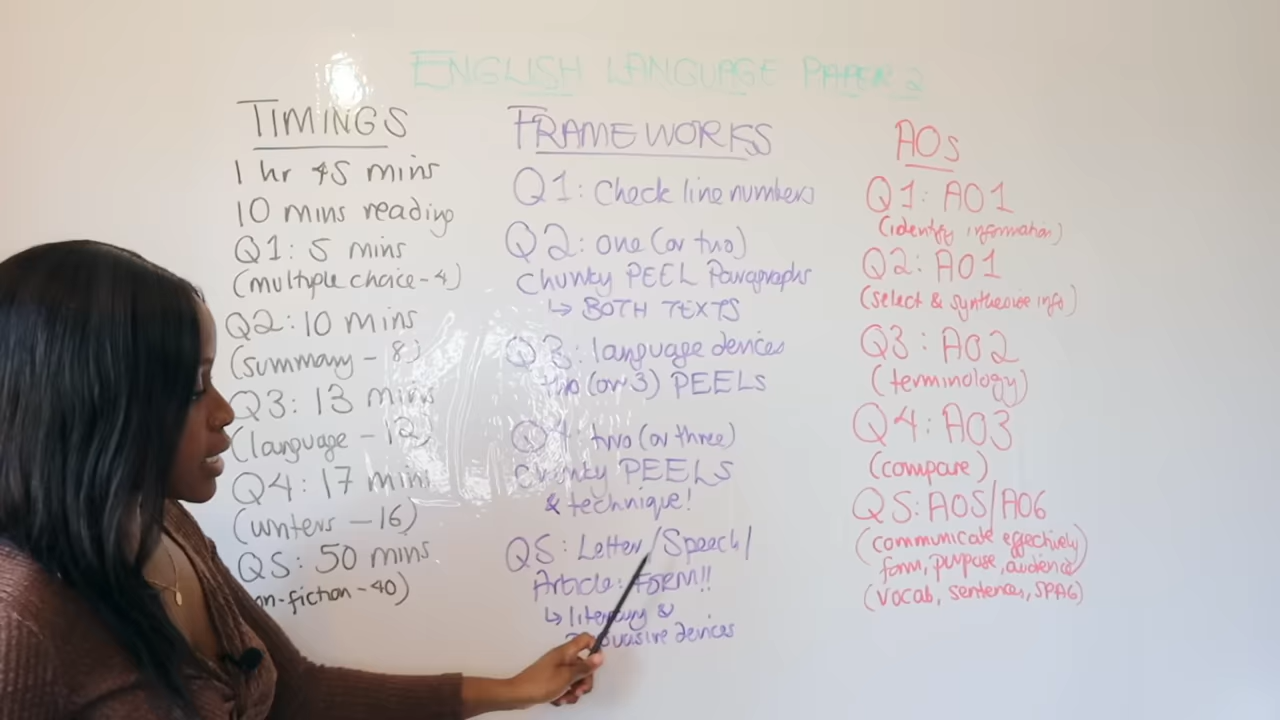 ENGLISH LANGUAGE PAPER 2
TIMINGS
1 hr 45 mins
10 mins reading
Q1: 5 mins
(multiple choice-4)
Q2: 10 mins
(summary - 8)
Q3: 13 mins
(language - 12)
Q4: 17 mins
(writers - 16)
Q5: 50 mins
on-fiction-40)
FRAMEWORKS
Q1: Check line numbers
Q2: one (or two)
Chunky PEEL Paragraphs
↳ BOTH TEXTS
Q3: language devices
two (or 3) PEELS
Q4: two (or three)
Chunky PEELS
& technique!
Q5: Letter/Speech/
Article: FORM!!
↳ literary &
devices
AOs
Q1: AO1
(identify information)
Q2: AO1
(select & synthesise info)
Q3: AO2
(terminology)
Q4: AO3
(compare)
Q5: AO5/AO6
(communicate effectively
form, purpose, audience)
(vocab, sentences, SPAG)